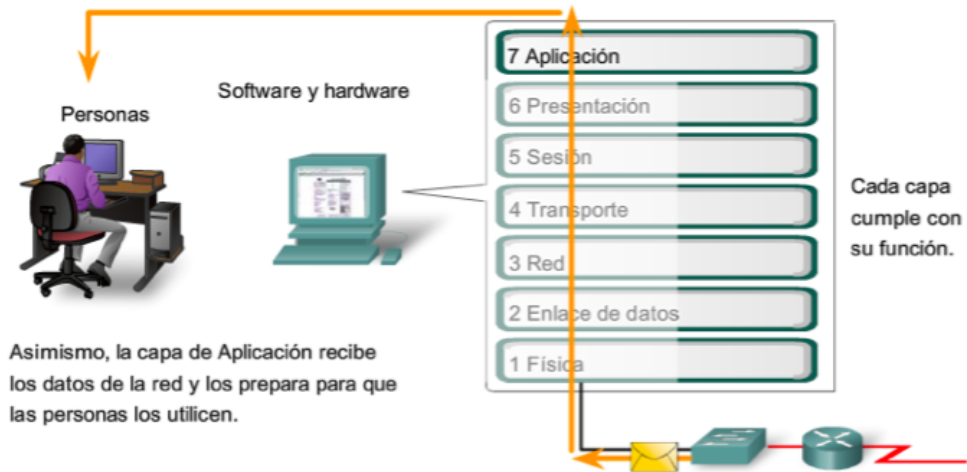 7 Aplicación
Software y hardware
Personas
6 Presentación
5 Sesión
4 Transporte
3 Red
2 Enlace de datos
1 Física
Cada capa
cumple con
su función.
Asimismo, la capa de Aplicación recibe
los datos de la red y los prepara para que
las personas los utilicen.